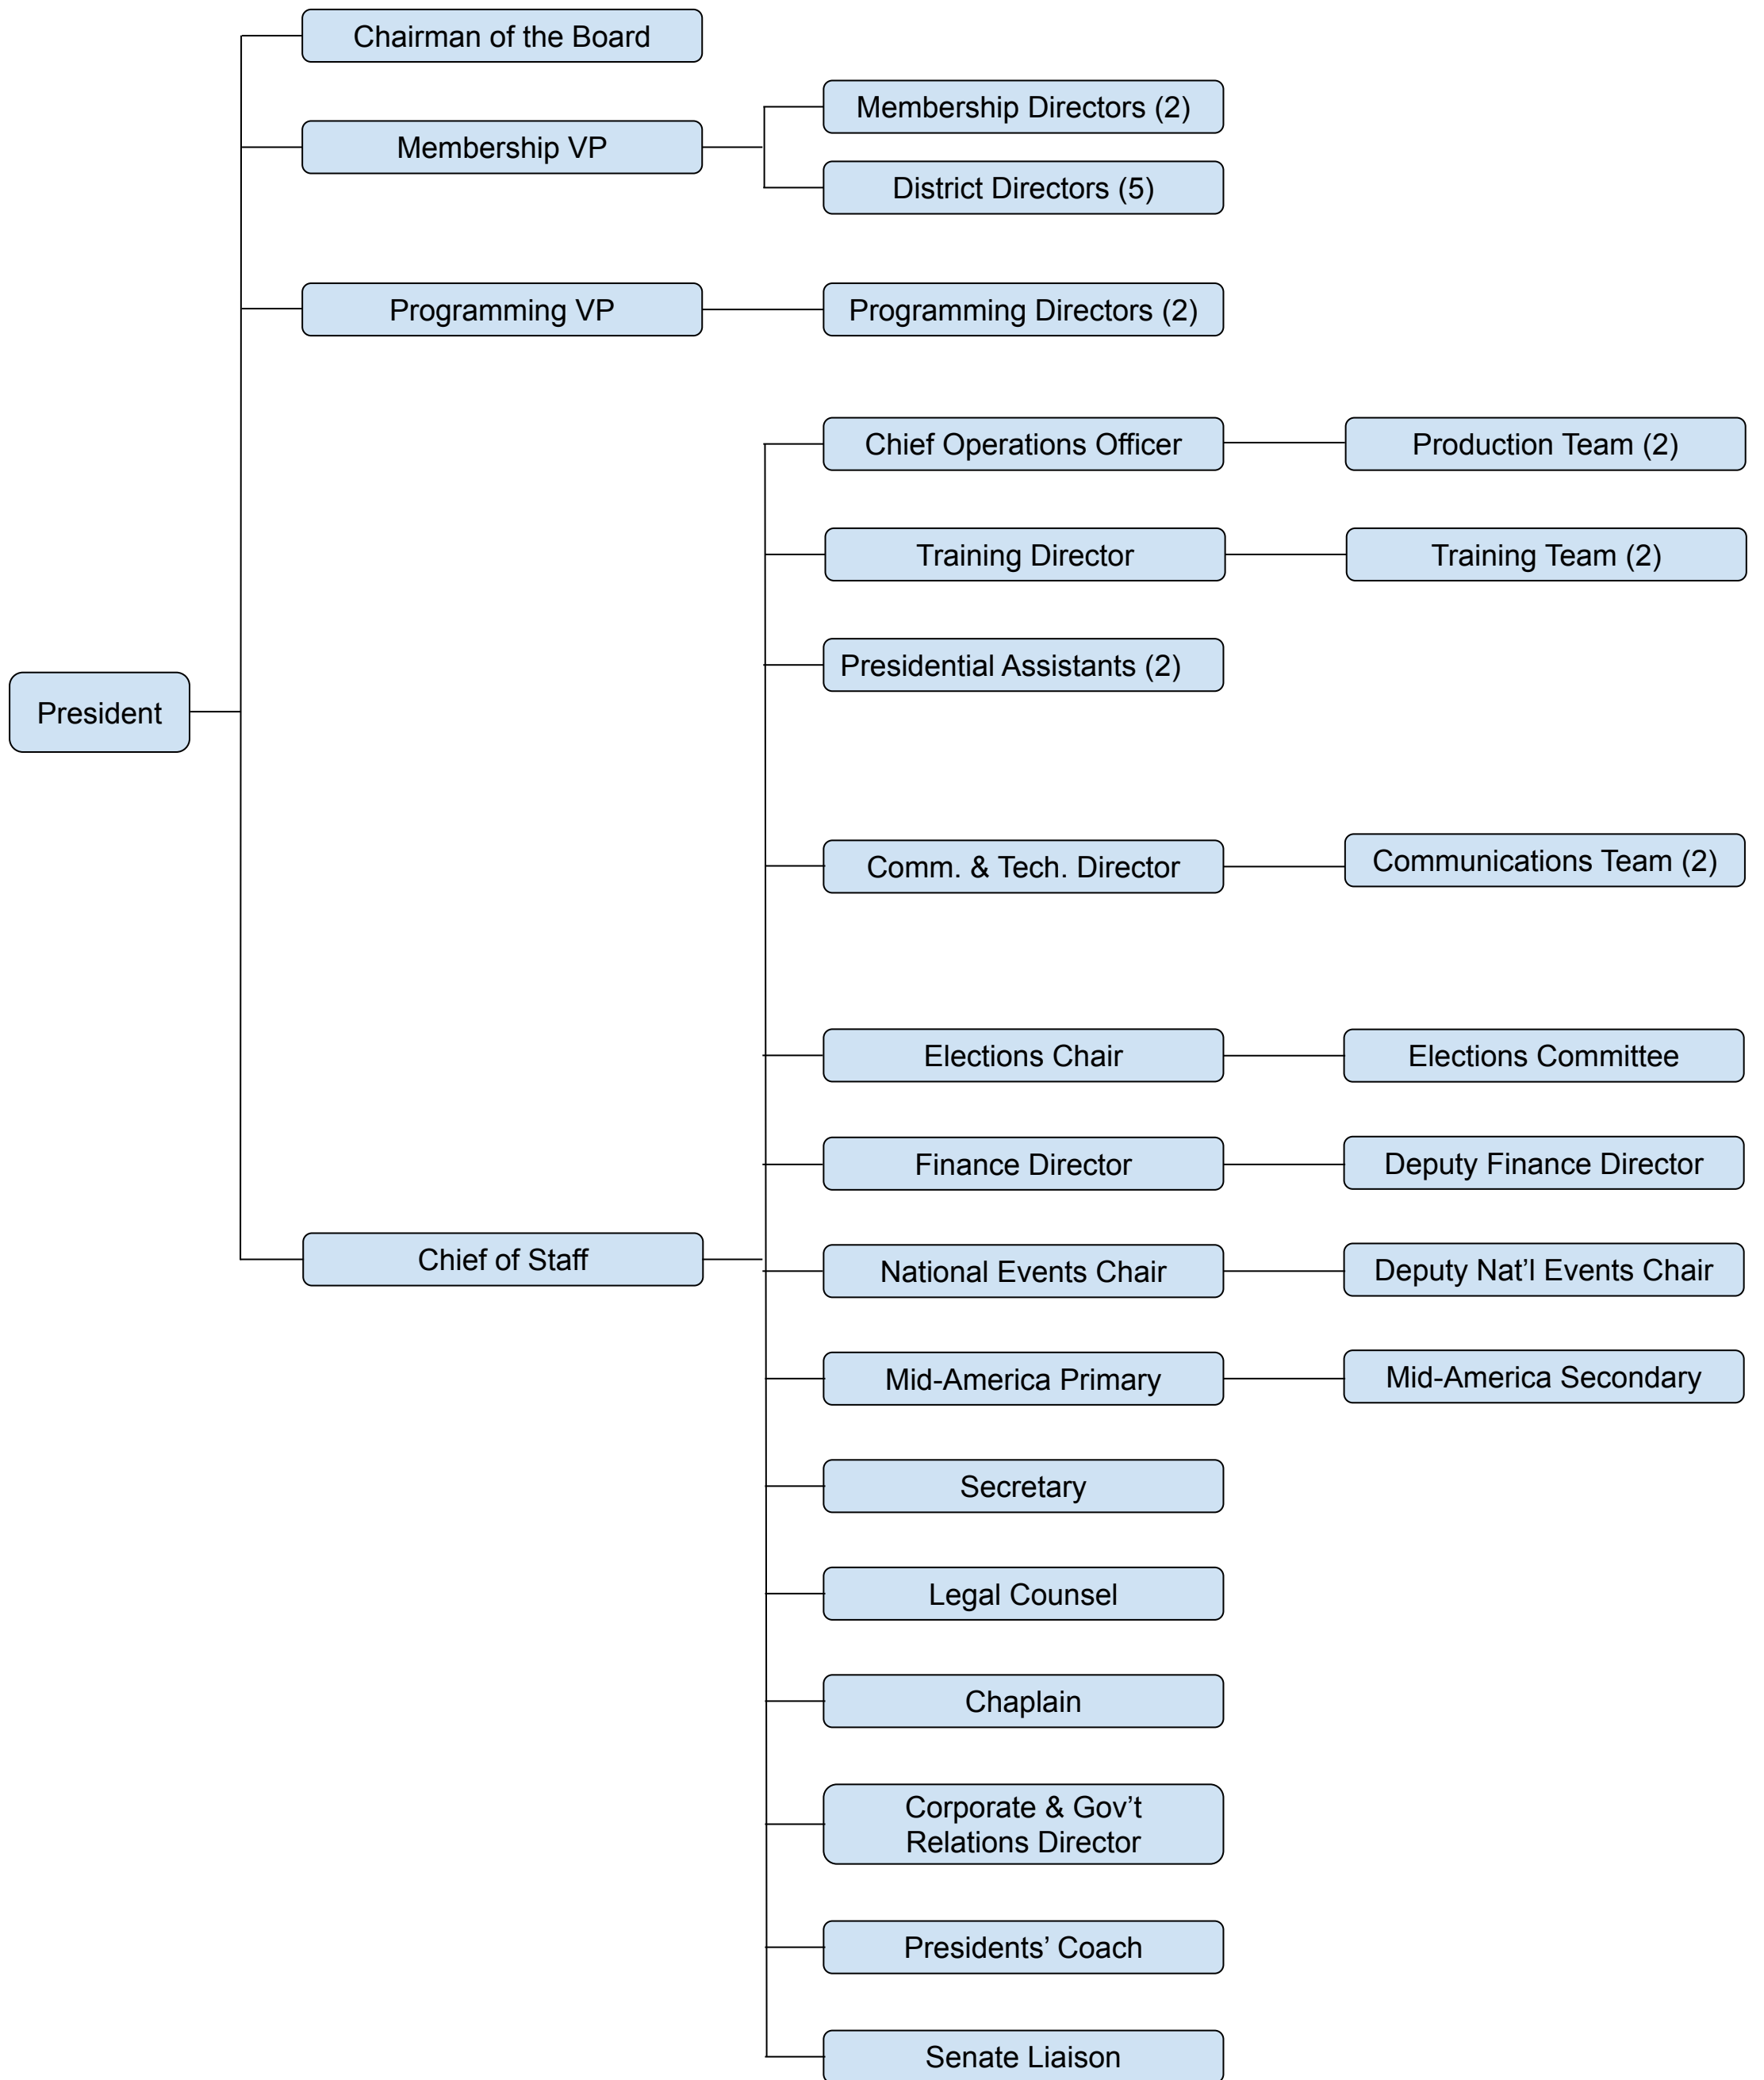 Chairman of the Board
Membership Directors (2)
Membership VP
District Directors (5)
Programming VP
Programming Directors (2)
Chief Operations Officer
Production Team (2)
Training Director
Training Team (2)
Presidential Assistants (2)
President
Comm. & Tech. Director
Communications Team (2)
Elections Chair
Elections Committee
Finance Director
Deputy Finance Director
Chief of Staff
National Events Chair
Deputy Nat’l Events Chair
Mid-America Primary
Mid-America Secondary
Secretary
Legal Counsel
Chaplain
Corporate & Gov’t
Relations Director
Presidents’ Coach
Senate Liaison